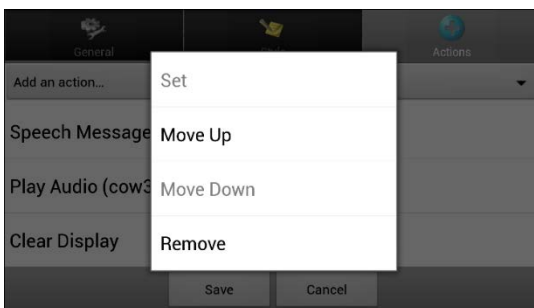 General
Actions
Add an action...
Set
Speech Message
Move Up
Play Audio (cow3
Move Down
Clear Display
Remove
Save
Cancel